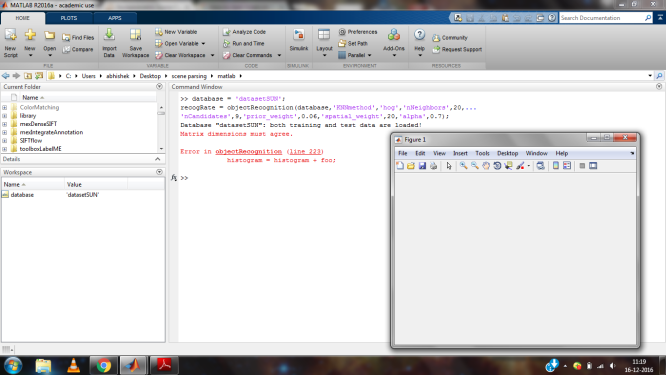 MATLAB R2016a - academic use
HOME
PLOTS
APPS
Search Documentation
New Script
New
Open
Find Files
Compare
Import Data
Save Workspace
New Variable
Open Variable
Clear Workspace
Analyze Code
Run and Time
Clear Commands
Simulink
Layout
Preferences
Set Path
Parallel
Add-Ons
Help
Community
Request Support
FILE
VARIABLE
CODE
SIMULINK
ENVIRONMENT
RESOURCES
C: Users abhishek Desktop scene parsing matlab
Current Folder
Name
ColorMatching
library
maxDenseSIFT
medIntegrateAnnotation
SIFTflow
toolboxLabelME
Details
Workspace
Name Value
database 'datasetSUN'
Command Window
>> database = 'datasetSUN';
recogRate = objectRecognition(database,'KNNmethod','hog','nNeighbors',20,...
'nCandidates',9,'prior_weight',0.06,'spatial_weight',20,'alpha',0.7);
Database "datasetSUN": both training and test data are loaded!
Matrix dimensions must agree.
Error in objectRecognition (line 223)
histogram = histogram + foo;
fx >>
Figure 1
File Edit View Insert Tools Desktop Window Help
11:19
16-12-2016